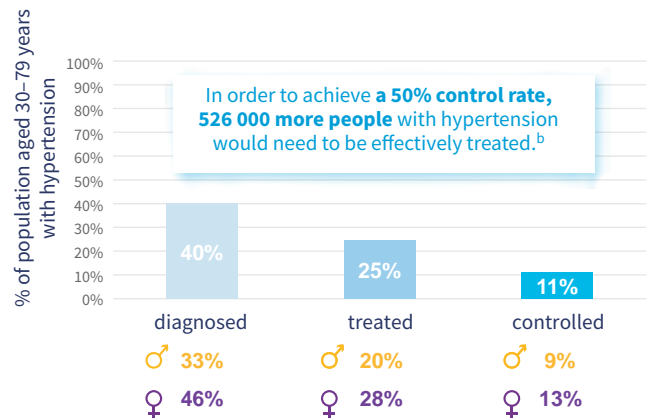 % of population aged 30–79 years
with hypertension
100%
90%
80%
70%
60%
50%
40%
30%
20%
10%
0%
In order to achieve a 50% control rate,
526 000 more people with hypertension
would need to be effectively treated.b
40%
25%
11%
diagnosed treated controlled
♂ 33% ♂ 20% ♂ 9%
♀ 46% ♀ 28% ♀ 13%